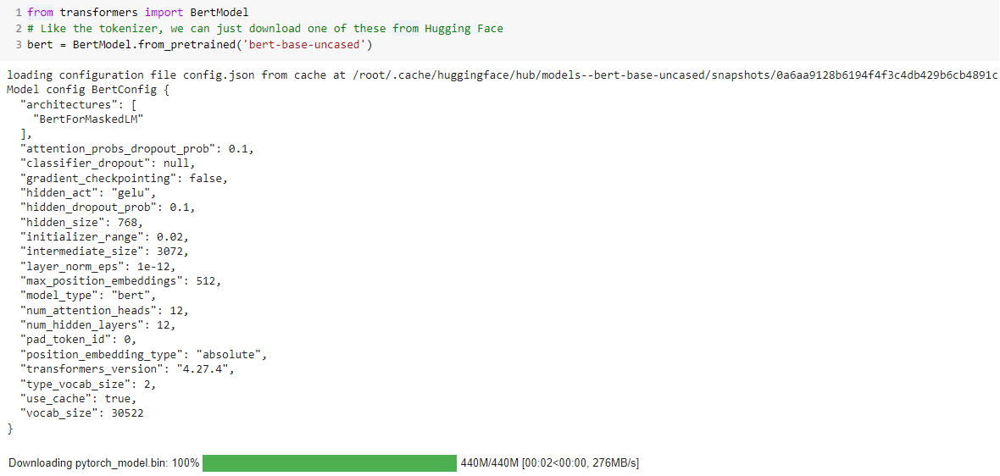 1 from transformers import BertModel
2 # Like the tokenizer, we can just download one of these from Hugging Face
3 bert = BertModel.from_pretrained('bert-base-uncased')
loading configuration file config.json from cache at /root/.cache/huggingface/hub/models--bert-base-uncased/snapshots/0a6aa9128b6194f4f3c4db429b6cb4891c
Model config BertConfig {
  "architectures": [
    "BertForMaskedLM"
  ],
  "attention_probs_dropout_prob": 0.1,
  "classifier_dropout": null,
  "gradient_checkpointing": false,
  "hidden_act": "gelu",
  "hidden_dropout_prob": 0.1,
  "hidden_size": 768,
  "initializer_range": 0.02,
  "intermediate_size": 3072,
  "layer_norm_eps": 1e-12,
  "max_position_embeddings": 512,
  "model_type": "bert",
  "num_attention_heads": 12,
  "num_hidden_layers": 12,
  "pad_token_id": 0,
  "position_embedding_type": "absolute",
  "transformers_version": "4.27.4",
  "type_vocab_size": 2,
  "use_cache": true,
  "vocab_size": 30522
}
Downloading pytorch_model.bin: 100% 440M/440M [00:02<00:00, 276MB/s]